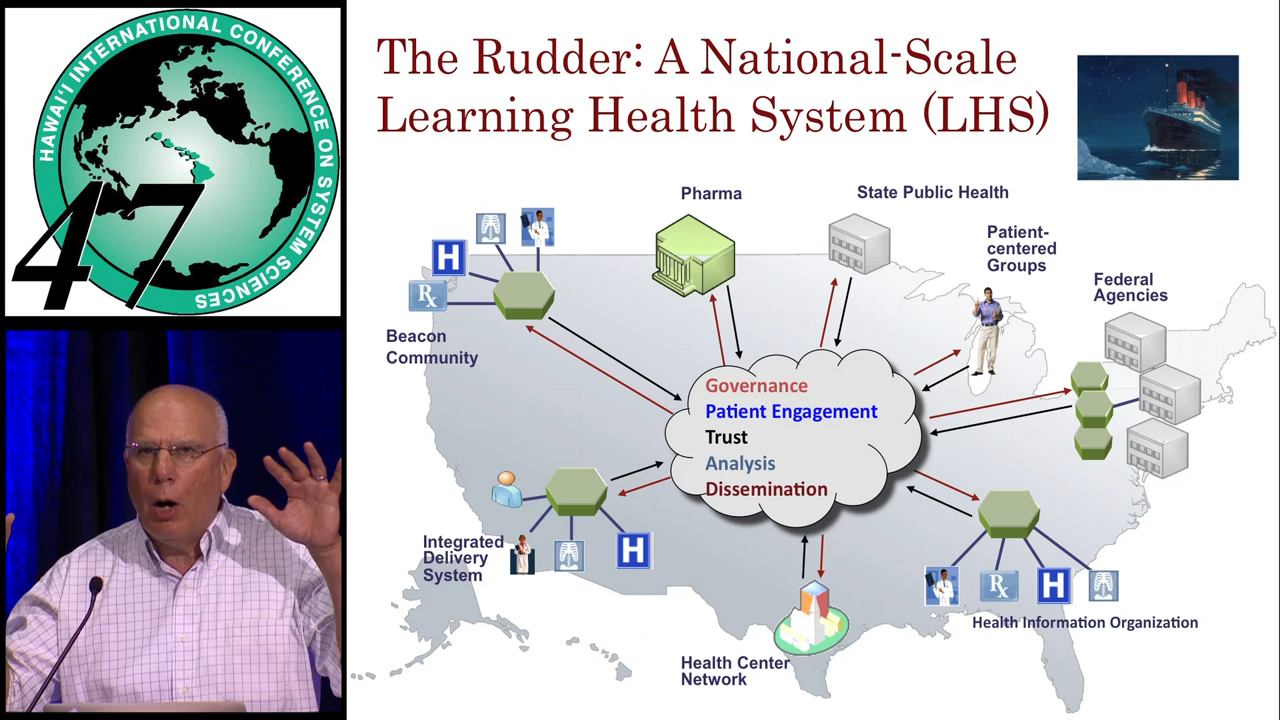 HAWAI'I INTERNATIONAL CONFERENCE ON SYSTEM SCIENCES
47
The Rudder: A National-Scale
Learning Health System (LHS)
Pharma
State Public Health
Patient-
centered
Groups
Federal
Agencies
H
Rx
Beacon
Community
Governance
Patient Engagement
Trust
Analysis
Dissemination
Integrated
Delivery
System
H
Rx
H
Health Information Organization
Health Center
Network